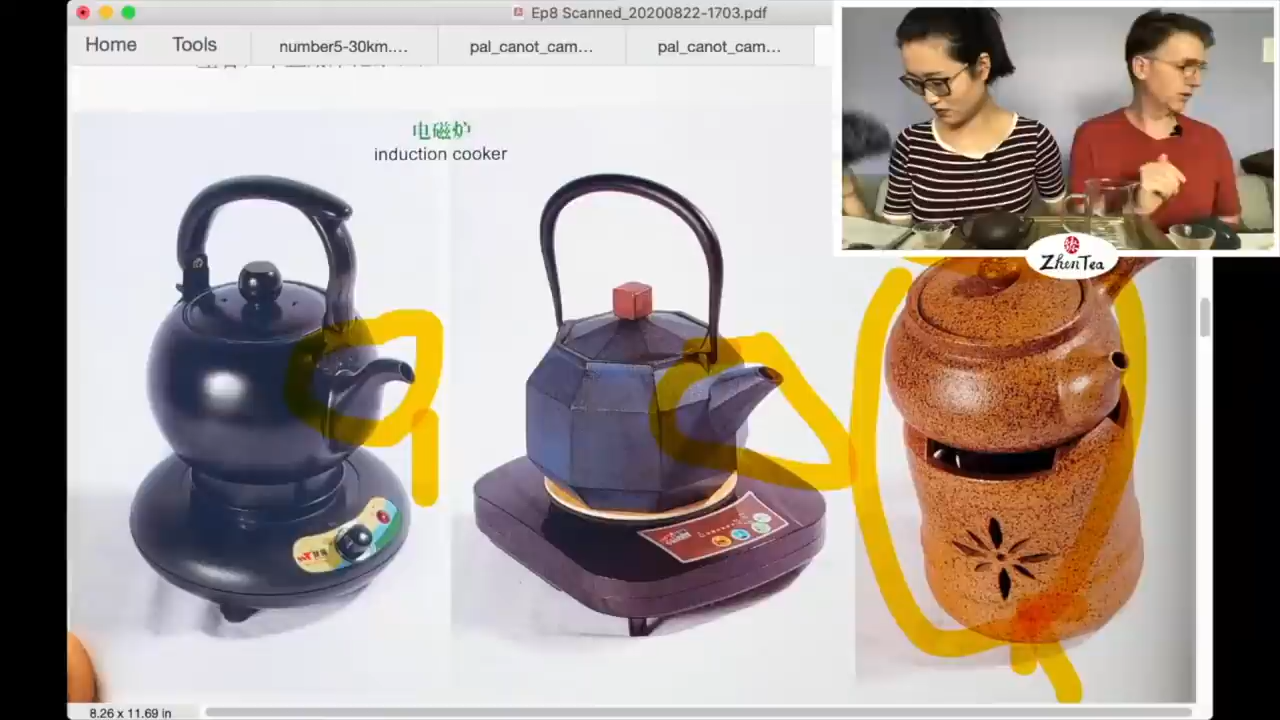 Ep8 Scanned_20200822-1703.pdf
Home
Tools
number5-30km....
pal_canot_cam...
pal_canot_cam...
电磁炉
induction cooker
ZhenTea
8.26 x 11.69 in